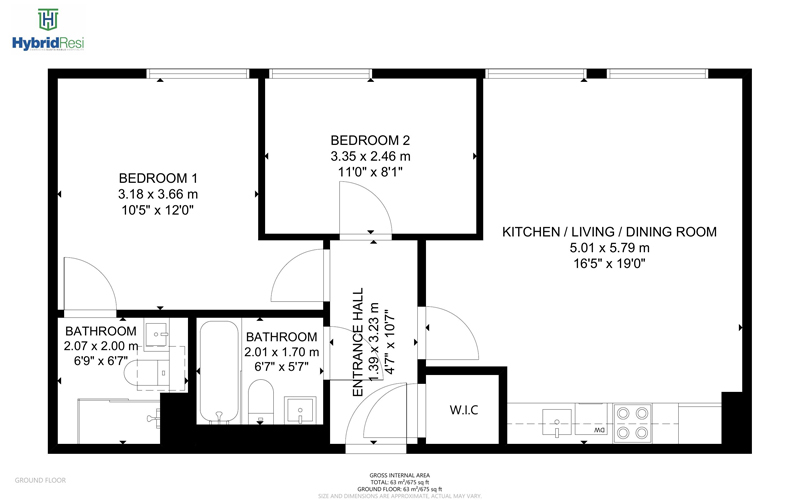 HybridResi
BEDROOM 1
3.18 x 3.66 m
10'5" x 12'0"
BEDROOM 2
3.35 x 2.46 m
11'0" x 8'1"
KITCHEN / LIVING / DINING ROOM
5.01 x 5.79 m
16'5" x 19'0"
BATHROOM
2.07 x 2.00 m
6'9" x 6'7"
BATHROOM
2.01 x 1.70 m
6'7" x 5'7"
ENTRANCE HALL
1.39 x 3.23 m
4'7" x 10'7"
W.I.C
DW
GROUND FLOOR
GROSS INTERNAL AREA
TOTAL: 63 m²/675 sq ft
GROUND FLOOR: 63 m²/675 sq ft
SIZE AND DIMENSIONS ARE APPROXIMATE, ACTUAL MAY VARY.